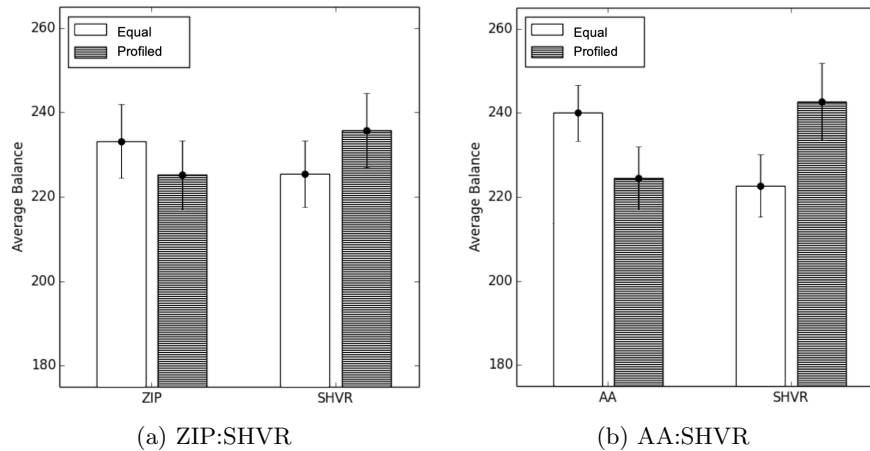 260
240
220
200
180
Average Balance
Equal
Profiled
ZIP
SHVR
(a) ZIP:SHVR
260
240
220
200
180
Average Balance
Equal
Profiled
AA
SHVR
(b) AA:SHVR